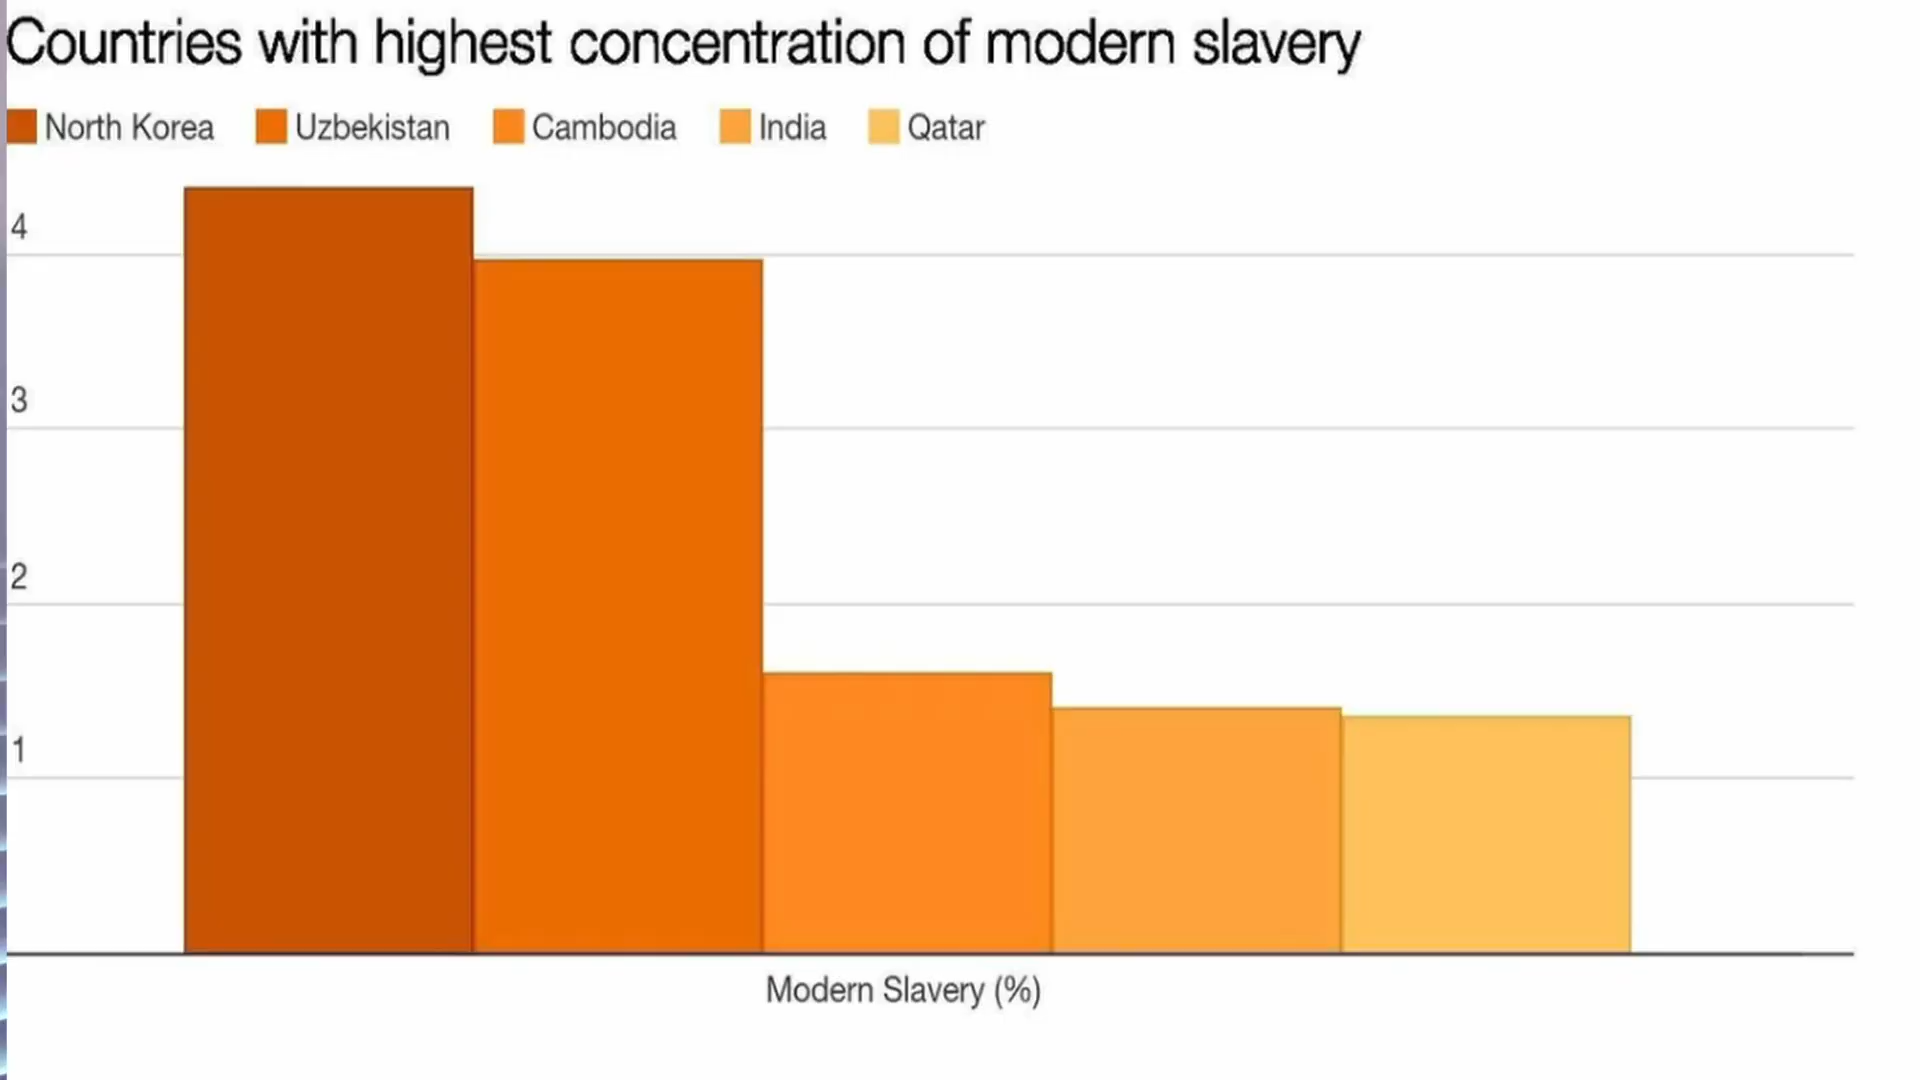 Countries with highest concentration of modern slavery
North Korea Uzbekistan Cambodia India Qatar
4
3
2
1
Modern Slavery (%)